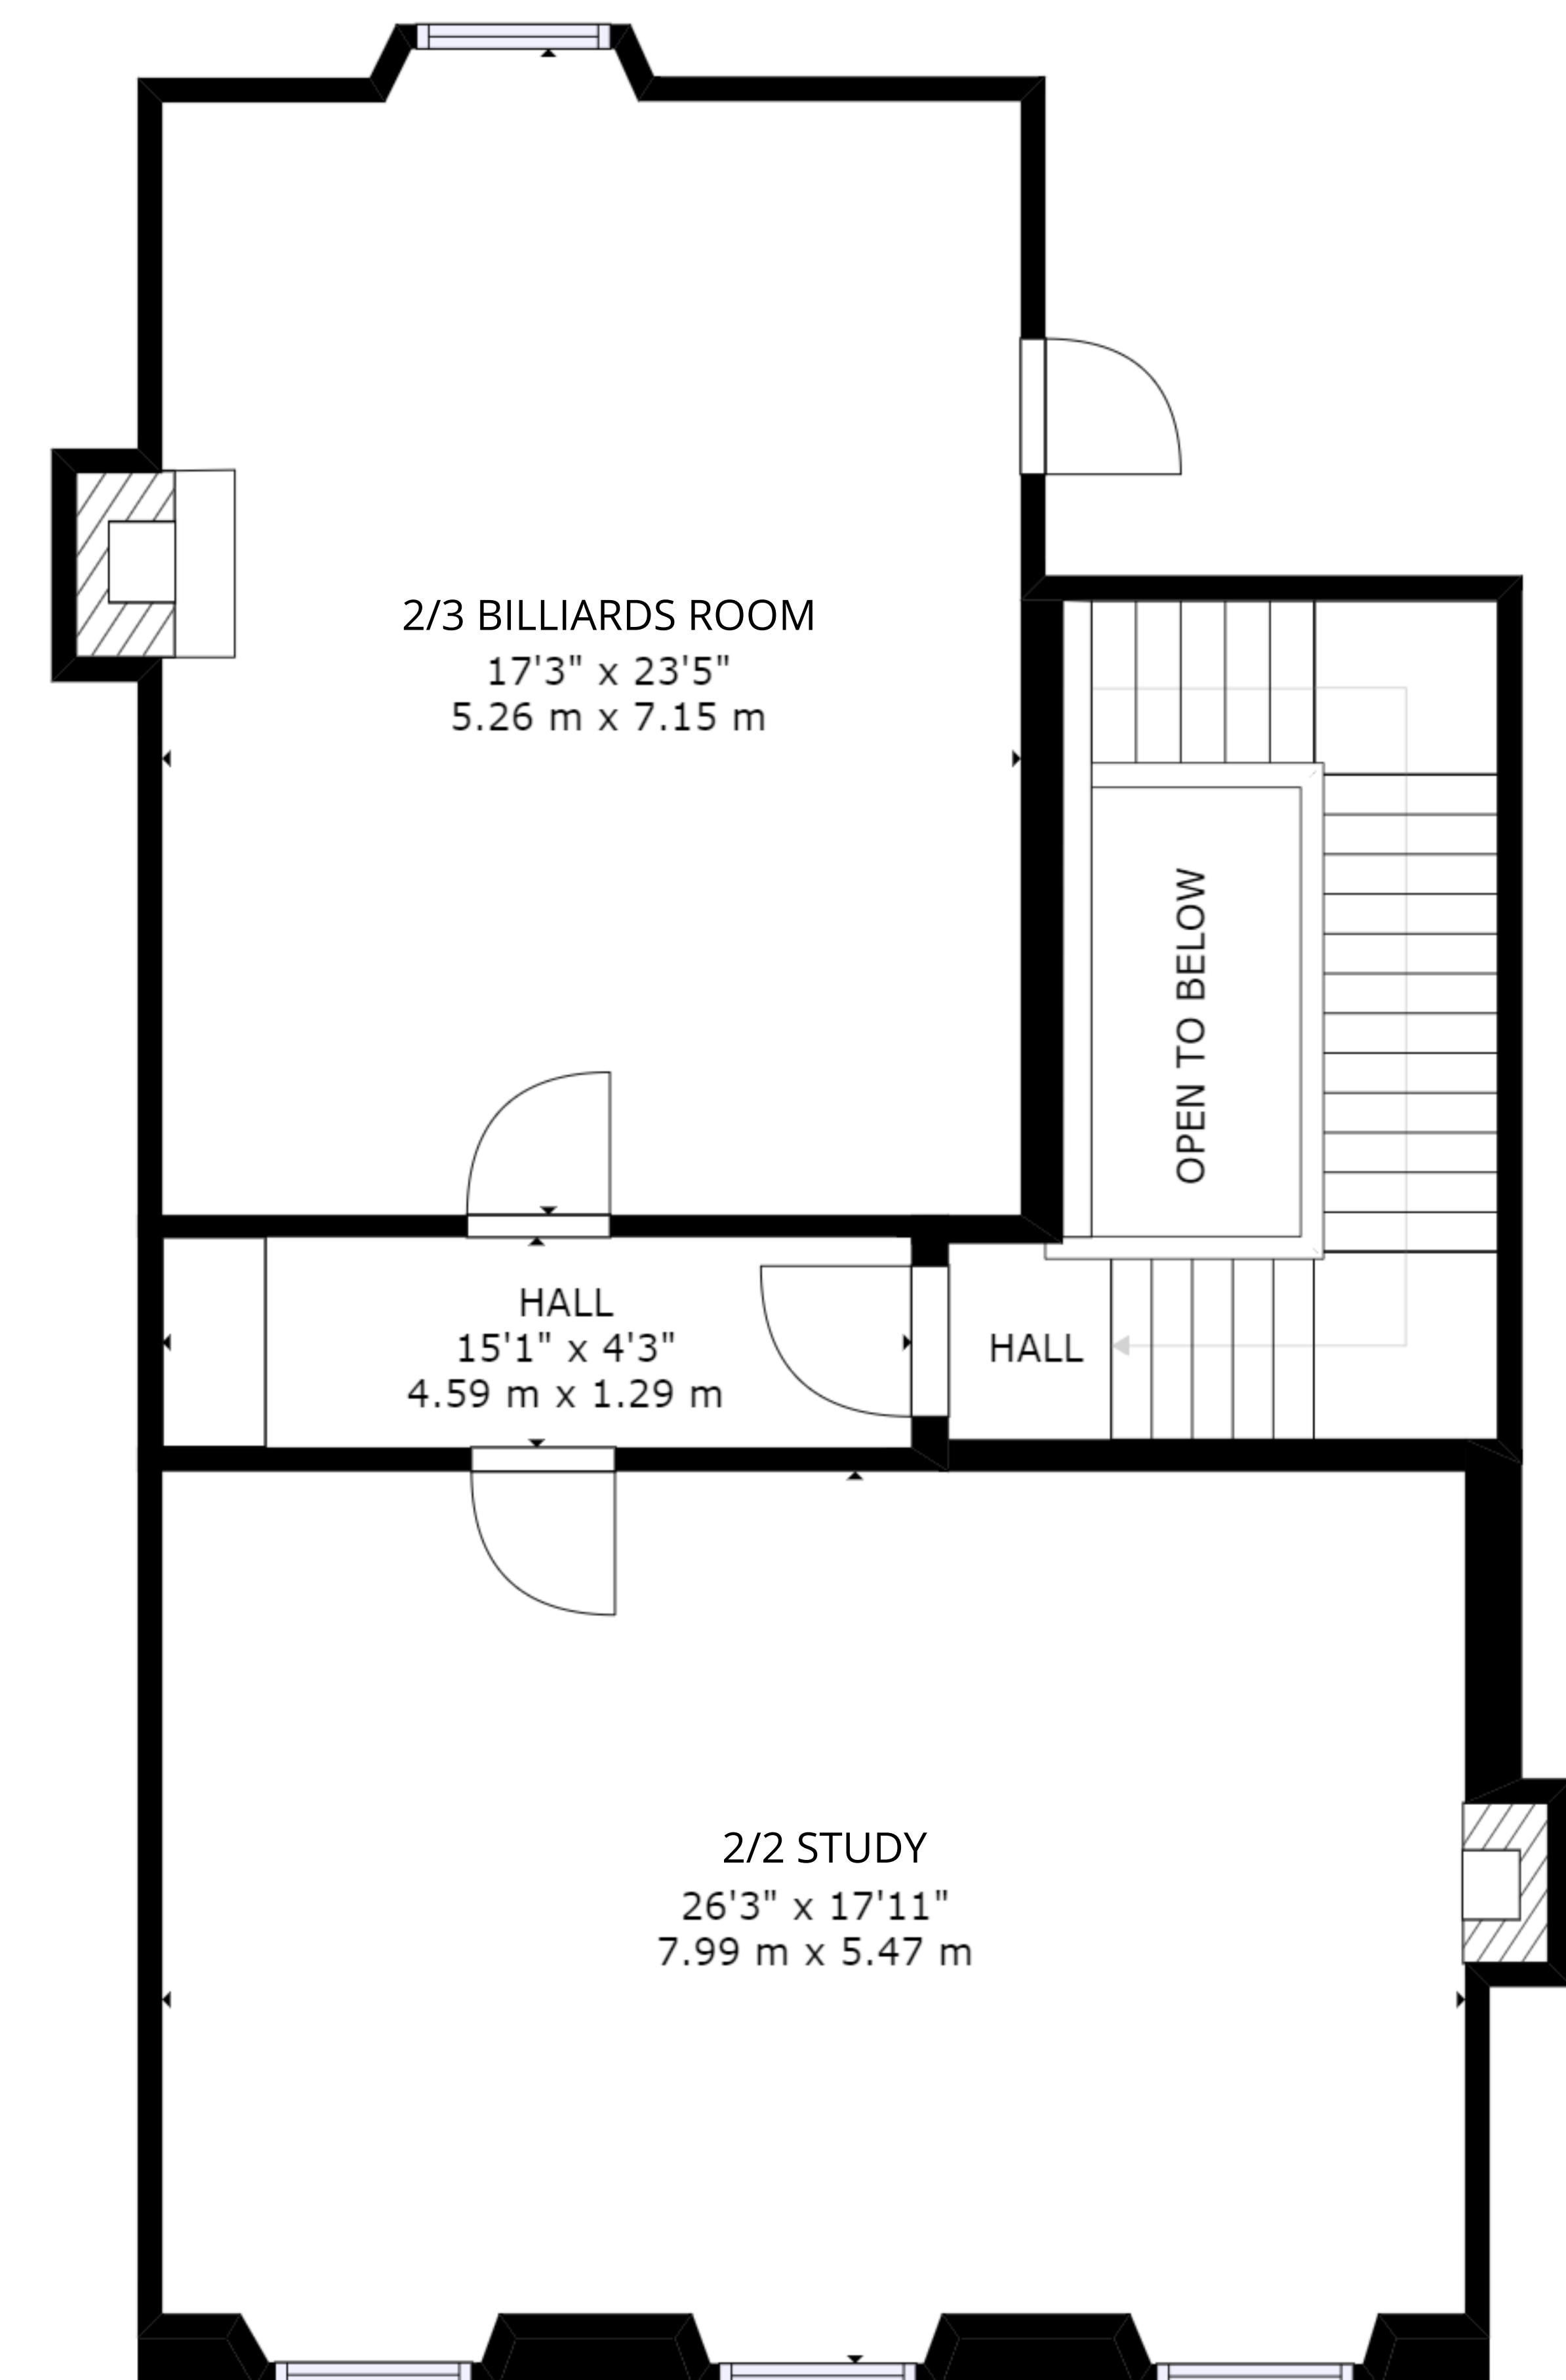 2/3 BILLIARDS ROOM
17'3" x 23'5"
5.26 m x 7.15 m
OPEN TO BELOW
HALL
15'1" x 4'3"
4.59 m x 1.29 m
HALL
2/2 STUDY
26'3" x 17'11"
7.99 m x 5.47 m